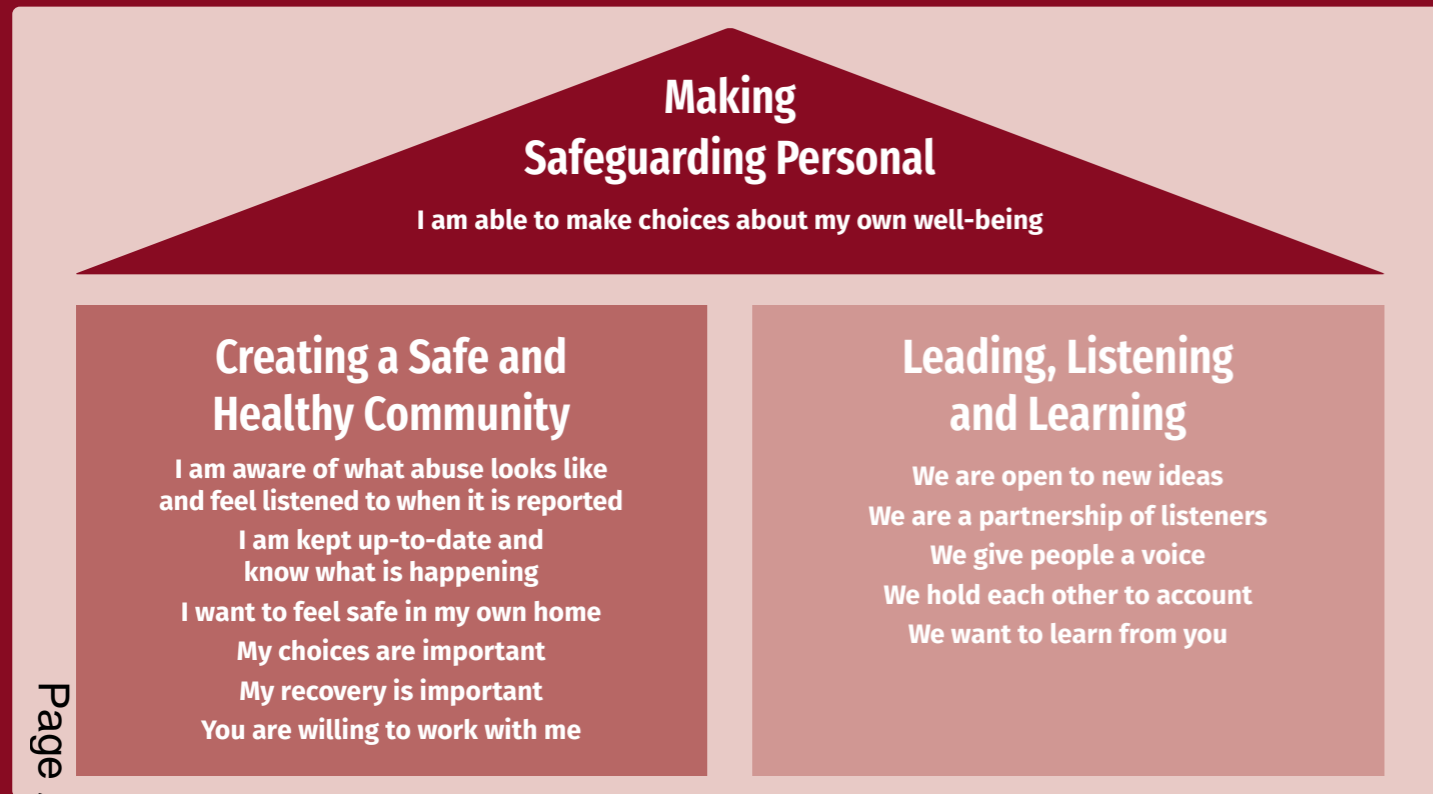 Making
Safeguarding Personal
I am able to make choices about my own well-being
Creating a Safe and
Healthy Community
I am aware of what abuse looks like
and feel listened to when it is reported
I am kept up-to-date and
know what is happening
I want to feel safe in my own home
My choices are important
My recovery is important
You are willing to work with me
Leading, Listening
and Learning
We are open to new ideas
We are a partnership of listeners
We give people a voice
We hold each other to account
We want to learn from you
Page